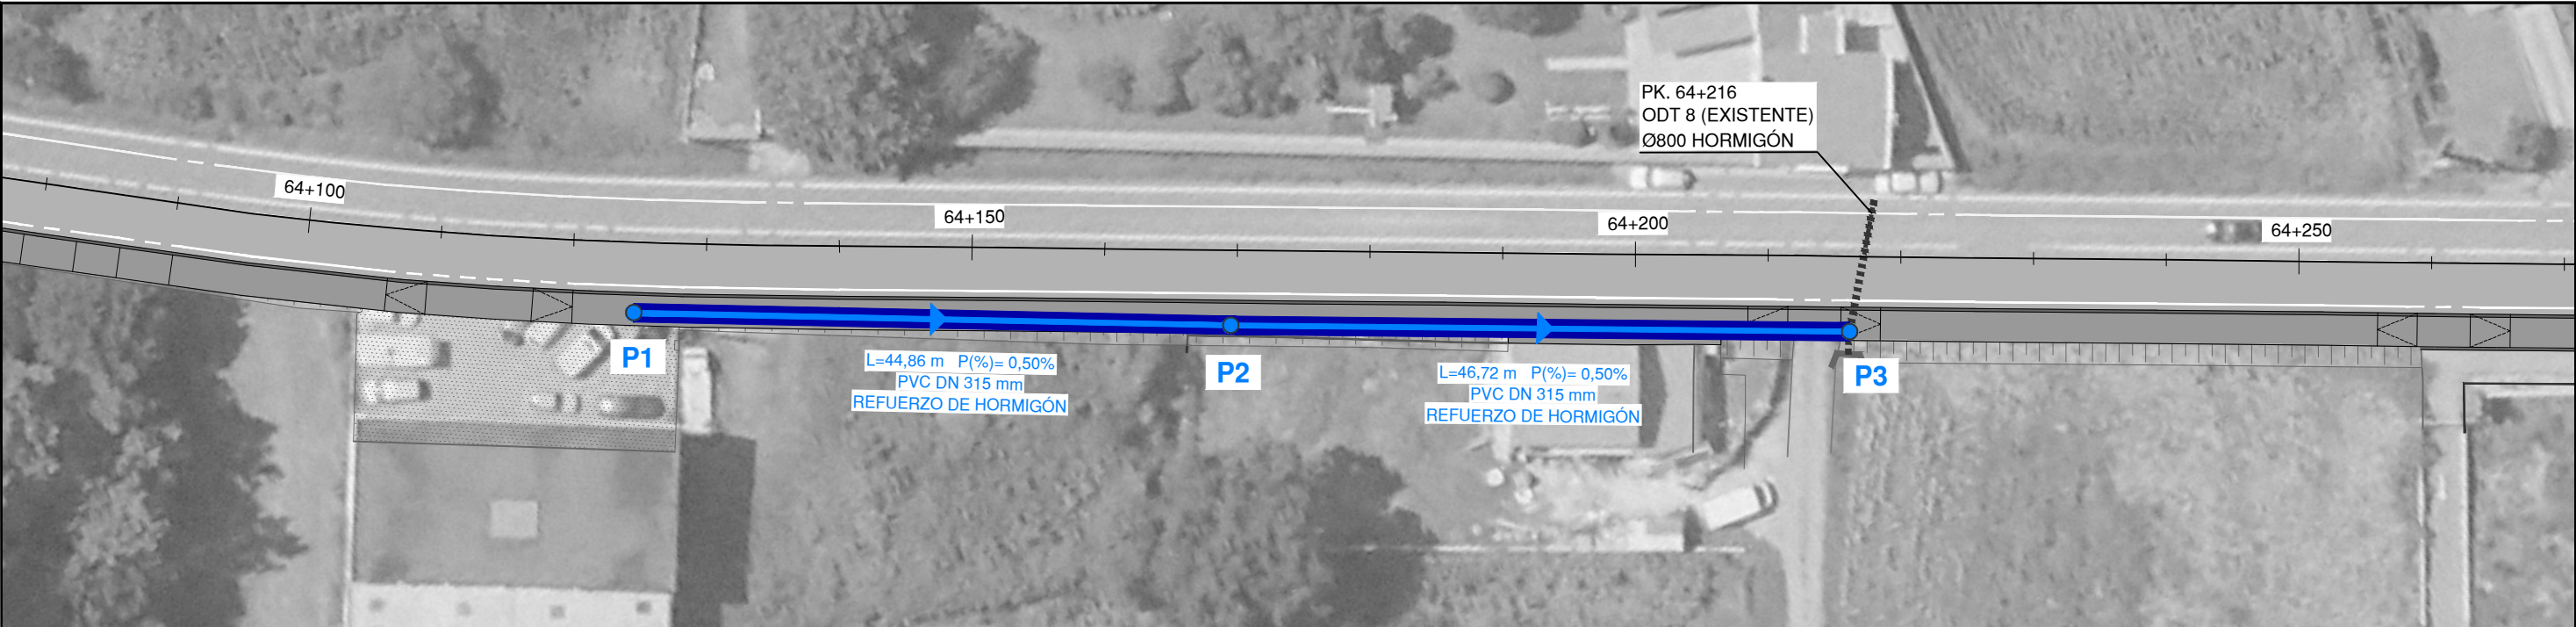 PK. 64+216
ODT 8 (EXISTENTE)
Ø800 HORMIGÓN
64+100
64+150
64+200
64+250
P1
L=44,86 m P(%)= 0,50%
PVC DN 315 mm
REFUERZO DE HORMIGÓN
P2
L=46,72 m P(%)= 0,50%
PVC DN 315 mm
REFUERZO DE HORMIGÓN
P3